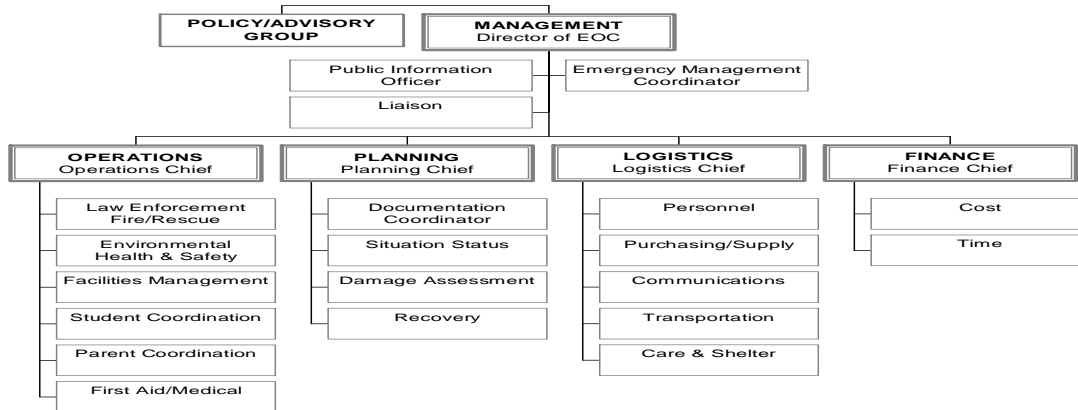 POLICY/ADVISORY
GROUP
MANAGEMENT
Director of EOC
Public Information
Officer
Emergency Management
Coordinator
Liaison
OPERATIONS
Operations Chief
PLANNING
Planning Chief
LOGISTICS
Logistics Chief
FINANCE
Finance Chief
Law Enforcement
Fire/Rescue
Environmental
Health & Safety
Facilities Management
Student Coordination
Parent Coordination
First Aid/Medical
Documentation
Coordinator
Situation Status
Damage Assessment
Recovery
Personnel
Purchasing/Supply
Communications
Transportation
Care & Shelter
Cost
Time